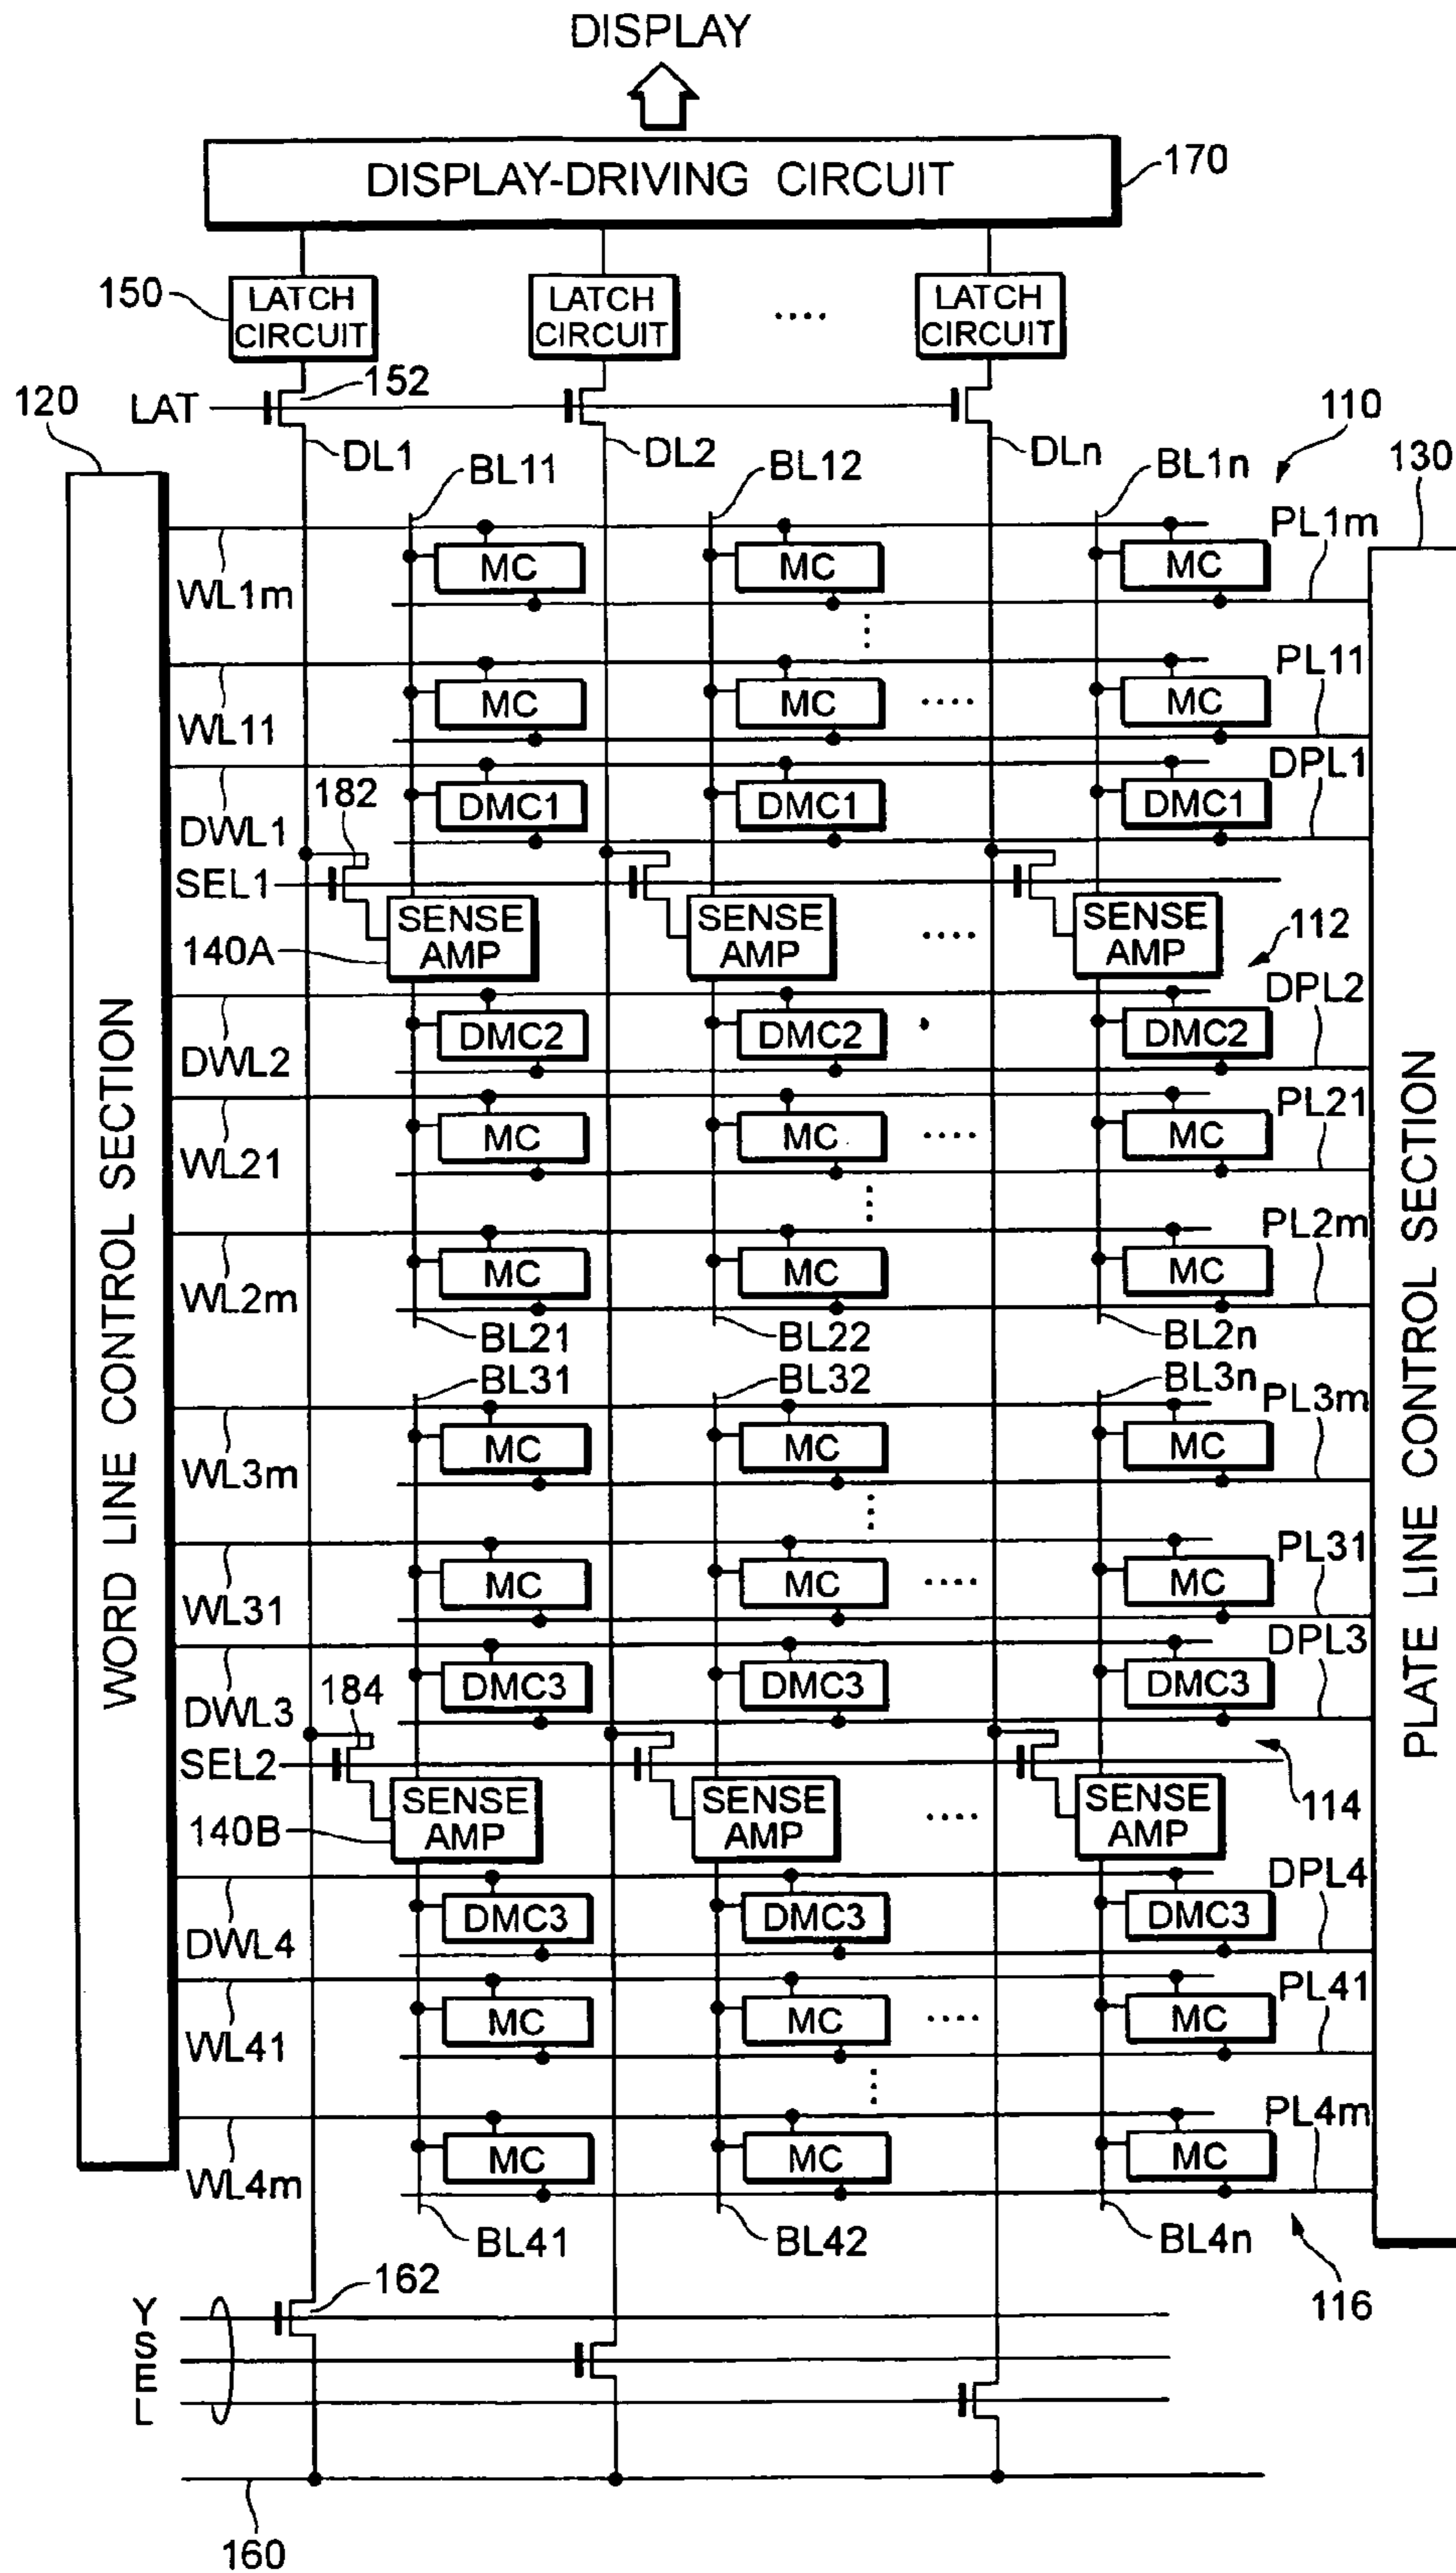 DISPLAY
DISPLAY-DRIVING CIRCUIT
170
150
LATCH CIRCUIT
LATCH CIRCUIT
....
LATCH CIRCUIT
120
LAT
152
110
DL1
BL11
DL2
BL12
DLn
BL1n
130
PL1m
MC
MC
MC
WL1m
PL11
MC
MC
....
MC
WL11
DPL1
182
DMC1
DMC1
DMC1
DWL1
SEL1
SENSE AMP
SENSE AMP
....
SENSE AMP
112
140A
DPL2
DMC2
DMC2
DMC2
DWL2
PL21
MC
MC
....
MC
WL21
PL2m
MC
MC
MC
WL2m
BL21
BL22
BL2n
BL31
BL32
BL3n
PL3m
MC
MC
MC
WL3m
PL31
MC
MC
....
MC
WL31
DPL3
DMC3
DMC3
DMC3
184
DWL3
SEL2
SENSE AMP
SENSE AMP
....
SENSE AMP
114
140B
DPL4
DMC3
DMC3
DMC3
DWL4
PL41
MC
MC
....
MC
WL41
PL4m
MC
MC
MC
WL4m
BL41
BL42
BL4n
116
162
YSEL
160
WORD LINE CONTROL SECTION
PLATE LINE CONTROL SECTION